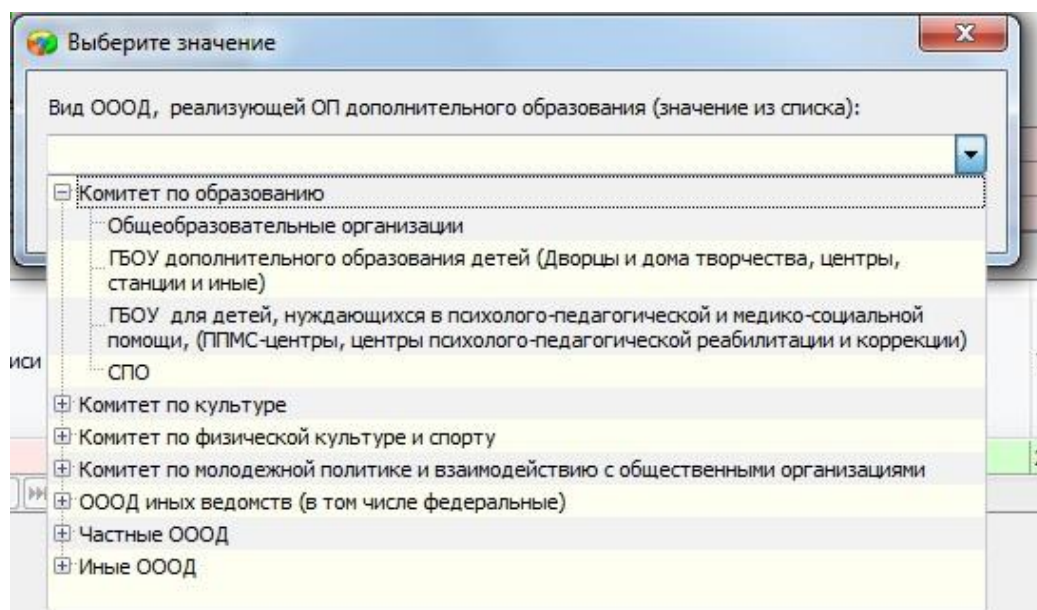 Выберите значение
Вид ОООД, реализующей ОП дополнительного образования (значение из списка):
Комитет по образованию
Общеобразовательные организации
ГБОУ дополнительного образования детей (Дворцы и дома творчества, центры,
станции и иные)
ГБОУ для детей, нуждающихся в психолого-педагогической и медико-социальной
помощи, (ППМС-центры, центры психолого-педагогической реабилитации и коррекции)
иси
СПО
Комитет по культуре
Комитет по физической культуре и спорту
Комитет по молодежной политике и взаимодействию с общественными организациями
ОООД иных ведомств (в том числе федеральные)
Частные ОООД
Иные ОООД